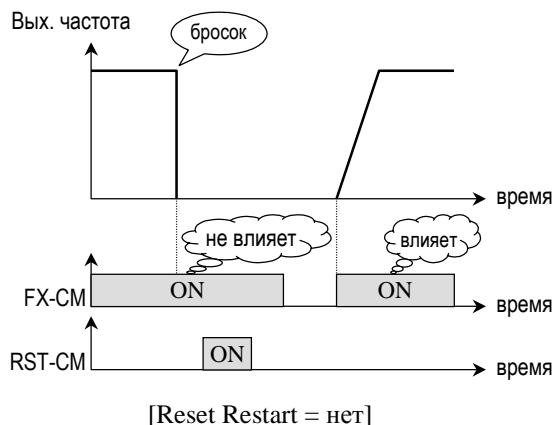 Вых. частота
бросок
время
не влияет
влияет
FX-CM
ON
ON
время
RST-CM
ON
время
[Reset Restart = нет]